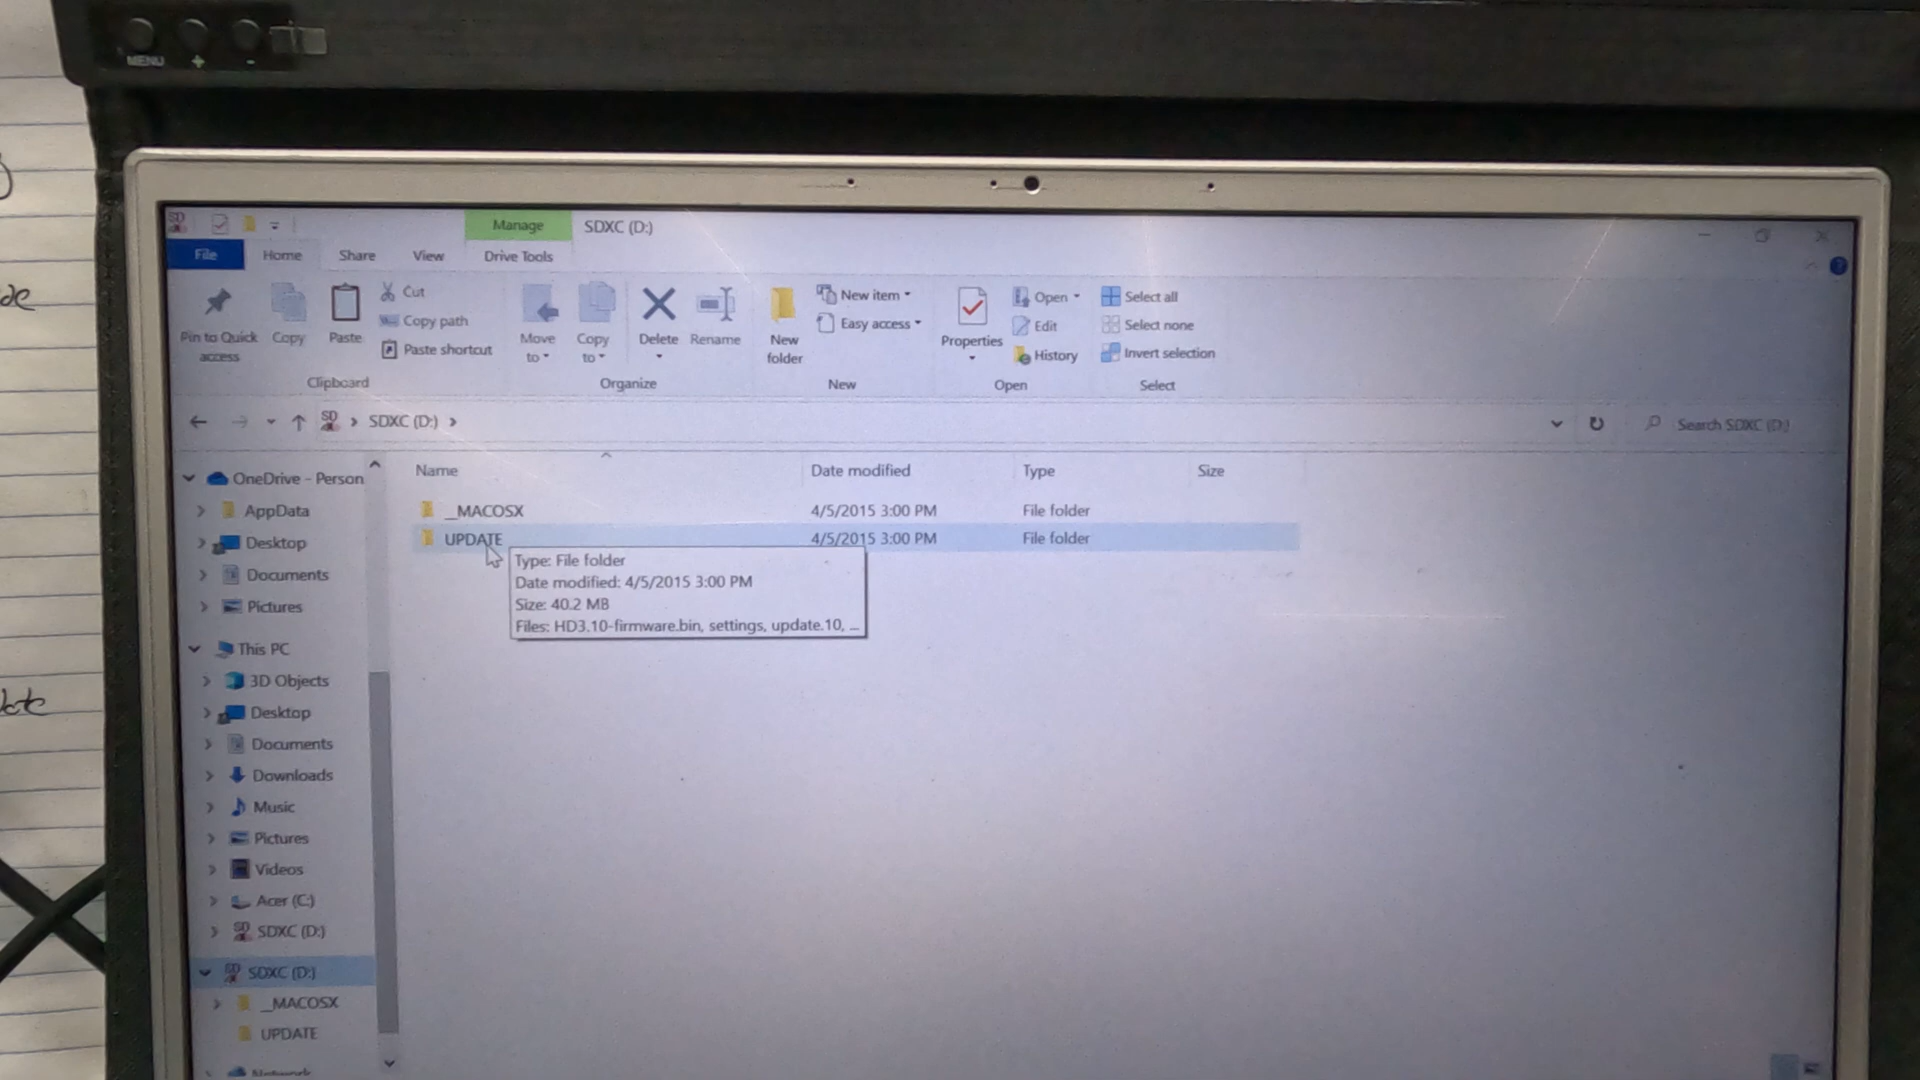 MENU + -
Manage SDXC (D:)
File Home Share View Drive Tools
Pin to Quick access
Copy
Paste
Cut
Copy path
Paste shortcut
Clipboard
Move to
Copy to
Delete
Rename
Organize
New folder
New item
Easy access
New
Properties
Open
Edit
History
Open
Select all
Select none
Invert selection
Select
SD > SDXC (D:) >
Search SDXC (D:)
OneDrive - Person
AppData
Desktop
Documents
Pictures
This PC
3D Objects
Desktop
Documents
Downloads
Music
Pictures
Videos
Acer (C:)
SDXC (D:)
SDXC (D:)
__MACOSX
UPDATE
Network
Name Date modified Type Size
__MACOSX 4/5/2015 3:00 PM File folder
UPDATE 4/5/2015 3:00 PM File folder
Type: File folder
Date modified: 4/5/2015 3:00 PM
Size: 40.2 MB
Files: HD3.10-firmware.bin, settings, update.10, ...